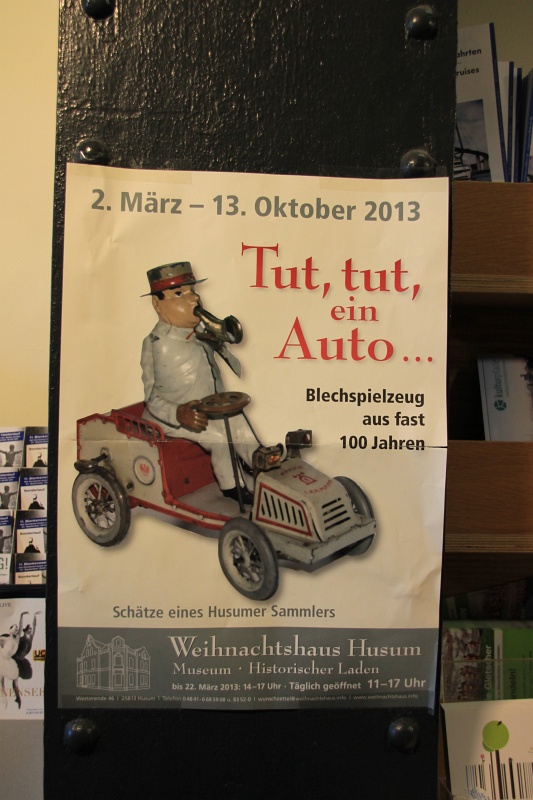 2. März – 13. Oktober 2013
Tut, tut,
ein
Auto...
Blechspielzeug
aus fast
100 Jahren
Schätze eines Husumer Sammlers
Weihnachtshaus Husum
Museum · Historischer Laden
bis 22. März 2013: 14–17 Uhr · Täglich geöffnet 11–17 Uhr